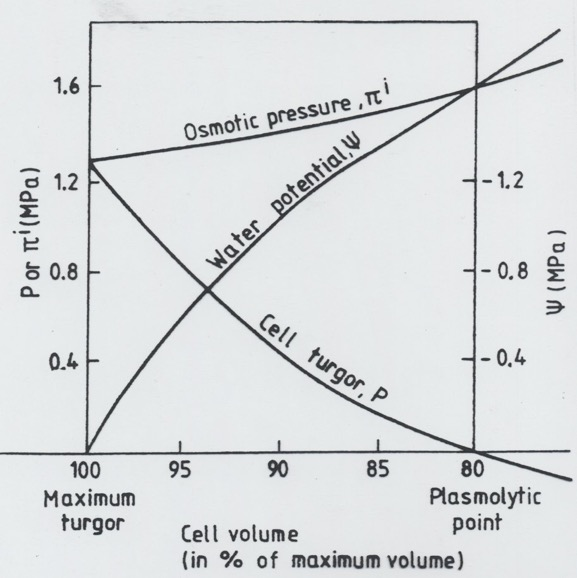 1.6
1.2
0.8
0.4
P or πⁱ (MPa)
Osmotic pressure, πⁱ
Water potential, Ψ
Cell turgor, P
-1.2
-0.8
-0.4
Ψ (MPa)
100
95
90
85
80
Maximum
turgor
Plasmolytic
point
Cell volume
(in % of maximum volume)